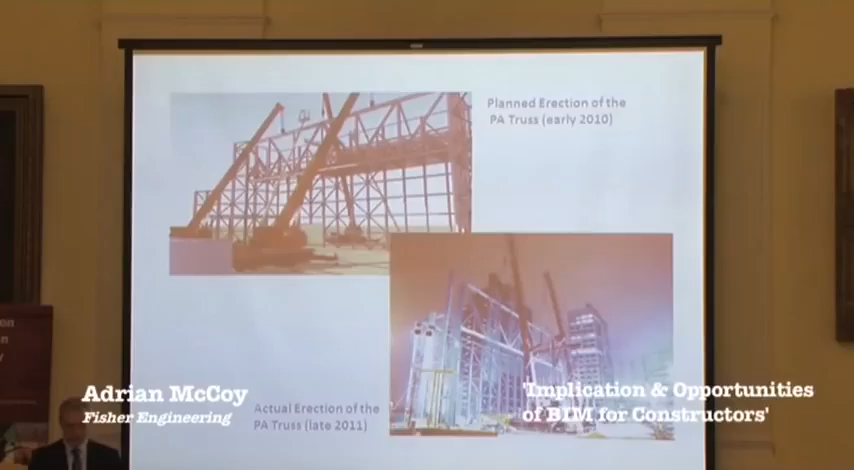 Planned Erection of the
PA Truss (early 2010)
Actual Erection of the
PA Truss (late 2011)
Adrian McCoy
Fisher Engineering
'Implication & Opportunities
of BIM for Constructors'
on
n
y